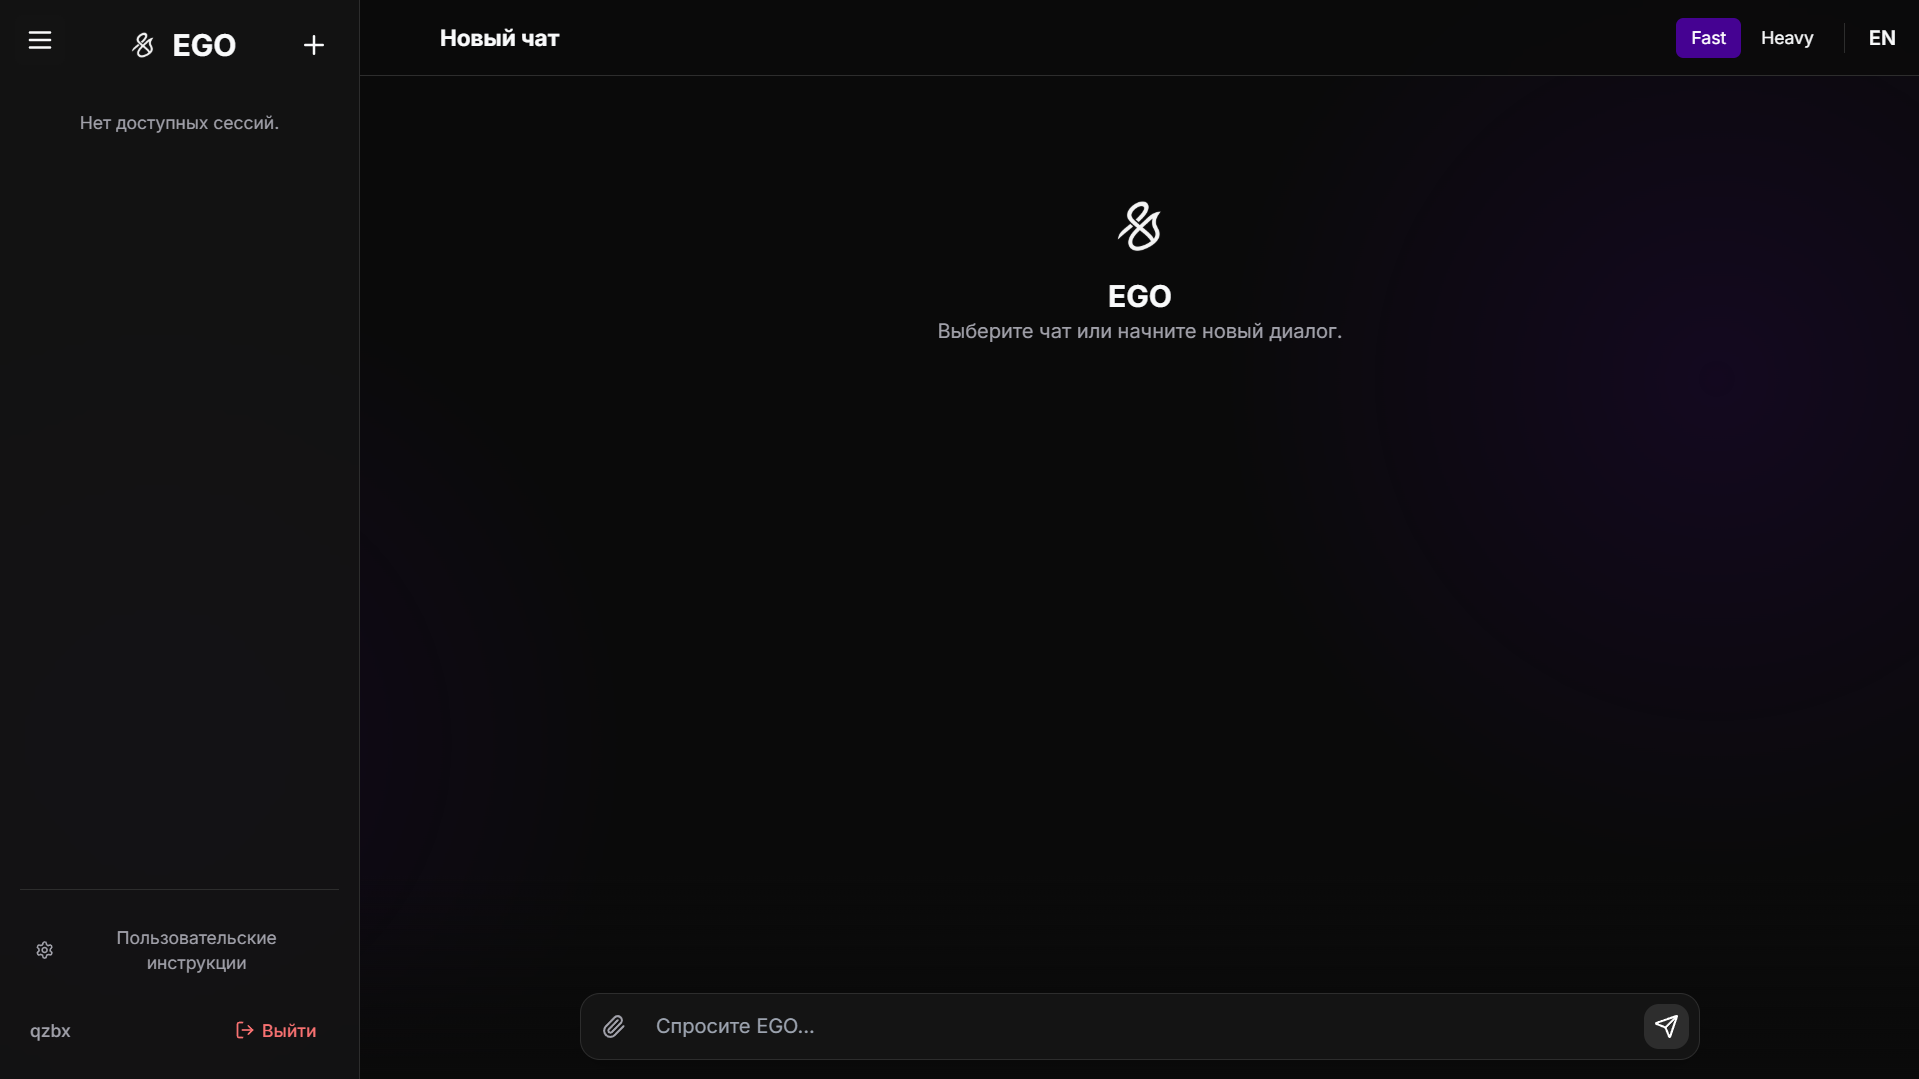 EGO
Нет доступных сессий.
Пользовательские
инструкции
qzbx
Выйти
Новый чат
Fast
Heavy
EN
EGO
Выберите чат или начните новый диалог.
Спросите EGO...